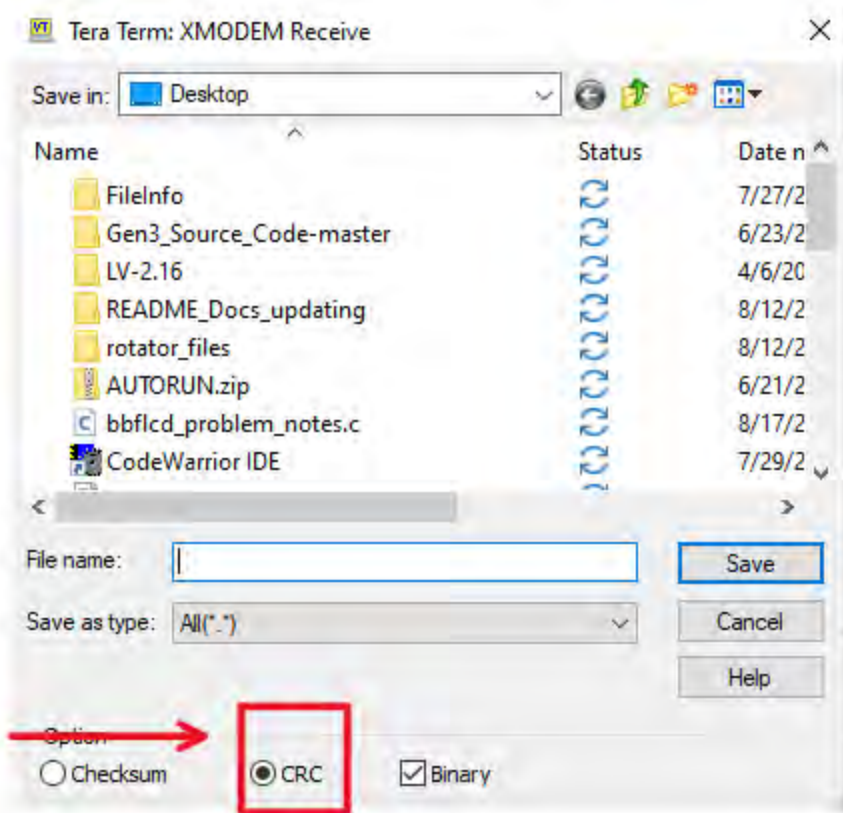 VT Tera Term: XMODEM Receive
Save in: Desktop
Name Status Date n
FileInfo 7/27/2
Gen3_Source_Code-master 6/23/2
LV-2.16 4/6/20
README_Docs_updating 8/12/2
rotator_files 8/12/2
AUTORUN.zip 6/21/2
C bbflcd_problem_notes.c 8/17/2
CodeWarrior IDE 7/29/2
File name: Save
Save as type: All(*.*) Cancel
Help
Option
Checksum CRC Binary